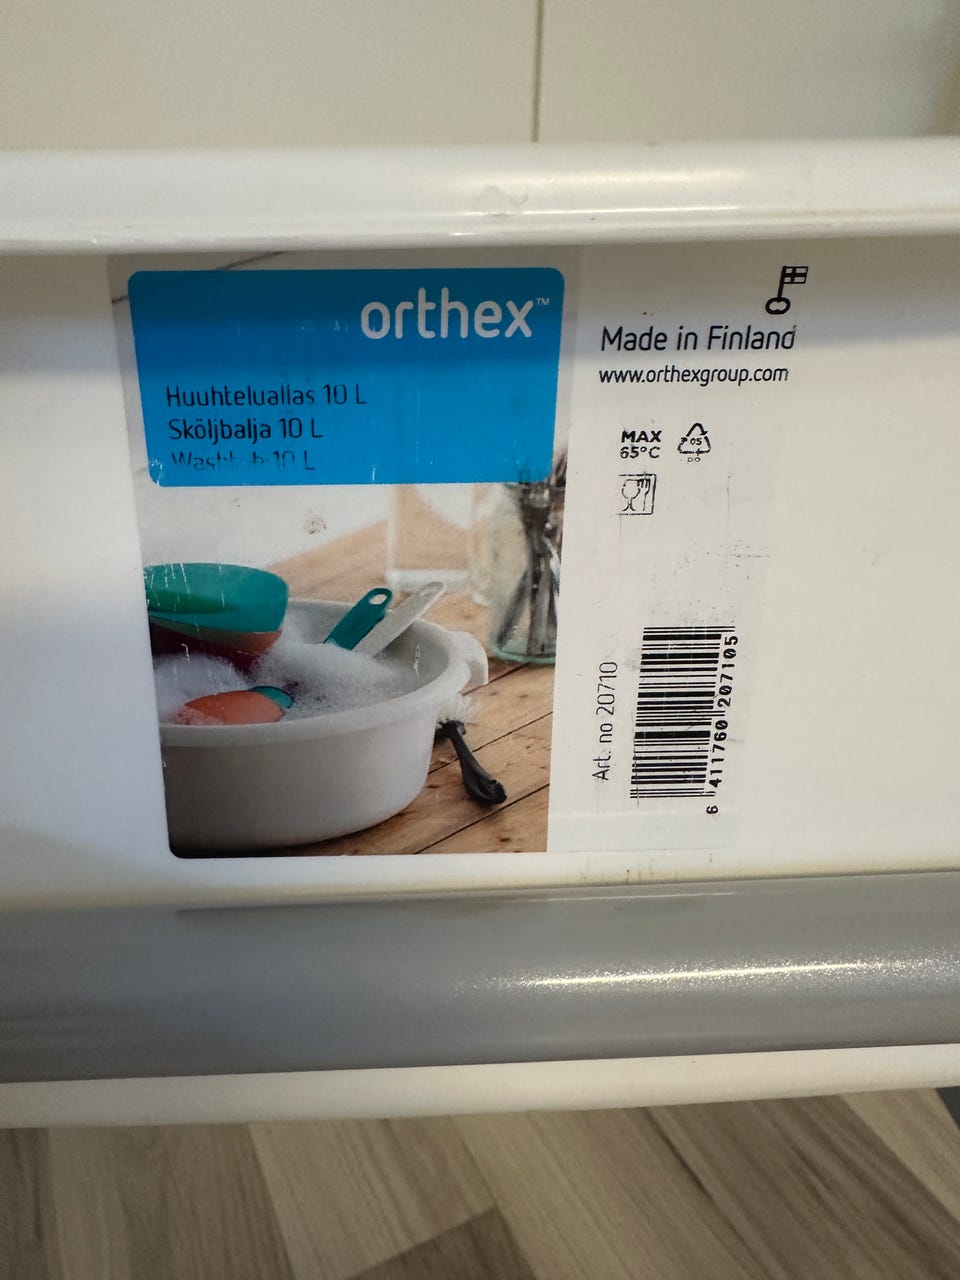 orthex™
Huuhteluallas 10 L
Sköljbalja 10 L
10 L
Made in Finland
www.orthexgroup.com
MAX
65°C
05
PP
Art. no 20710
6 411760 207105